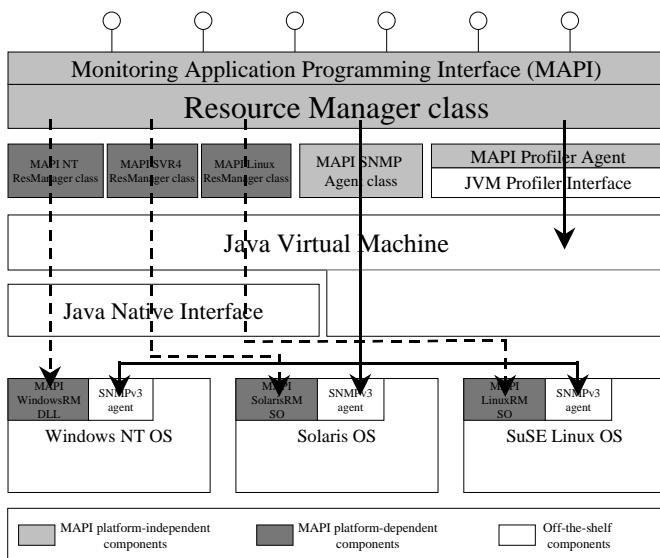 Monitoring Application Programming Interface (MAPI)
Resource Manager class
MAPI NT
ResManager class
MAPI SVR4
ResManager class
MAPI Linux
ResManager class
MAPI SNMP
Agent class
MAPI Profiler Agent
JVM Profiler Interface
Java Virtual Machine
Java Native Interface
MAPI
WindowsRM
DLL
SNMPv3
agent
Windows NT OS
MAPI
SolarisRM
SO
SNMPv3
agent
Solaris OS
MAPI
LinuxRM
SO
SNMPv3
agent
SuSE Linux OS
MAPI platform-independent
components
MAPI platform-dependent
components
Off-the-shelf
components